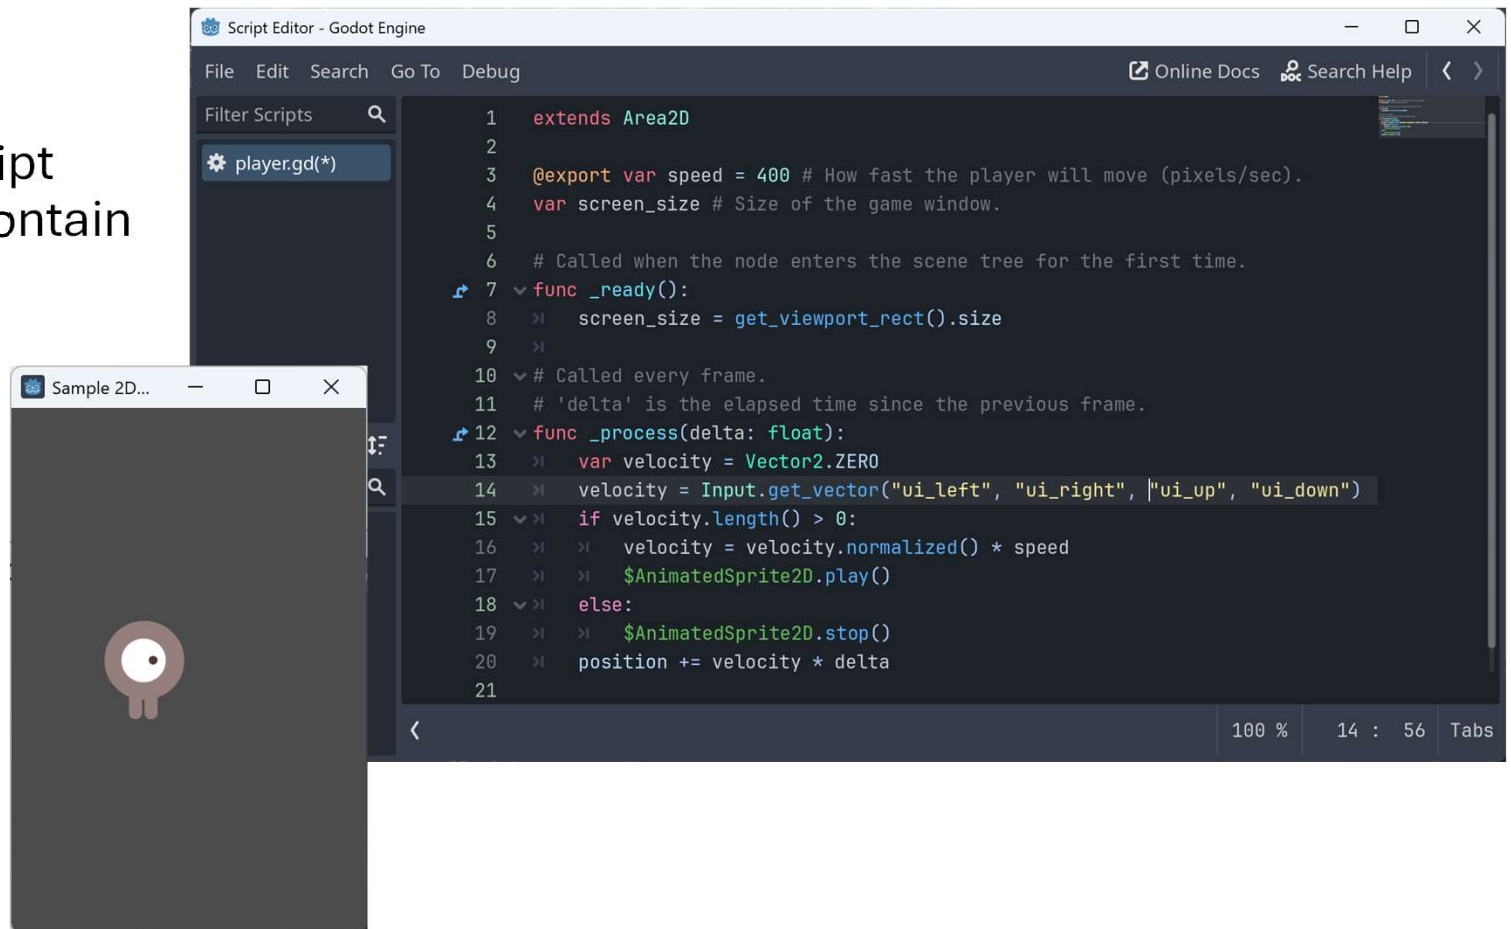 ipt
ontain
Script Editor - Godot Engine
File Edit Search Go To Debug
Online Docs Search Help
Filter Scripts
player.gd(*)
1 extends Area2D
2
3 @export var speed = 400 # How fast the player will move (pixels/sec).
4 var screen_size # Size of the game window.
5
6 # Called when the node enters the scene tree for the first time.
7 func _ready():
8 screen_size = get_viewport_rect().size
9
10 # Called every frame.
11 # 'delta' is the elapsed time since the previous frame.
12 func _process(delta: float):
13 var velocity = Vector2.ZERO
14 velocity = Input.get_vector("ui_left", "ui_right", "ui_up", "ui_down")
15 if velocity.length() > 0:
16 velocity = velocity.normalized() * speed
17 $AnimatedSprite2D.play()
18 else:
19 $AnimatedSprite2D.stop()
20 position += velocity * delta
21
100 % 14 : 56 Tabs
Sample 2D...